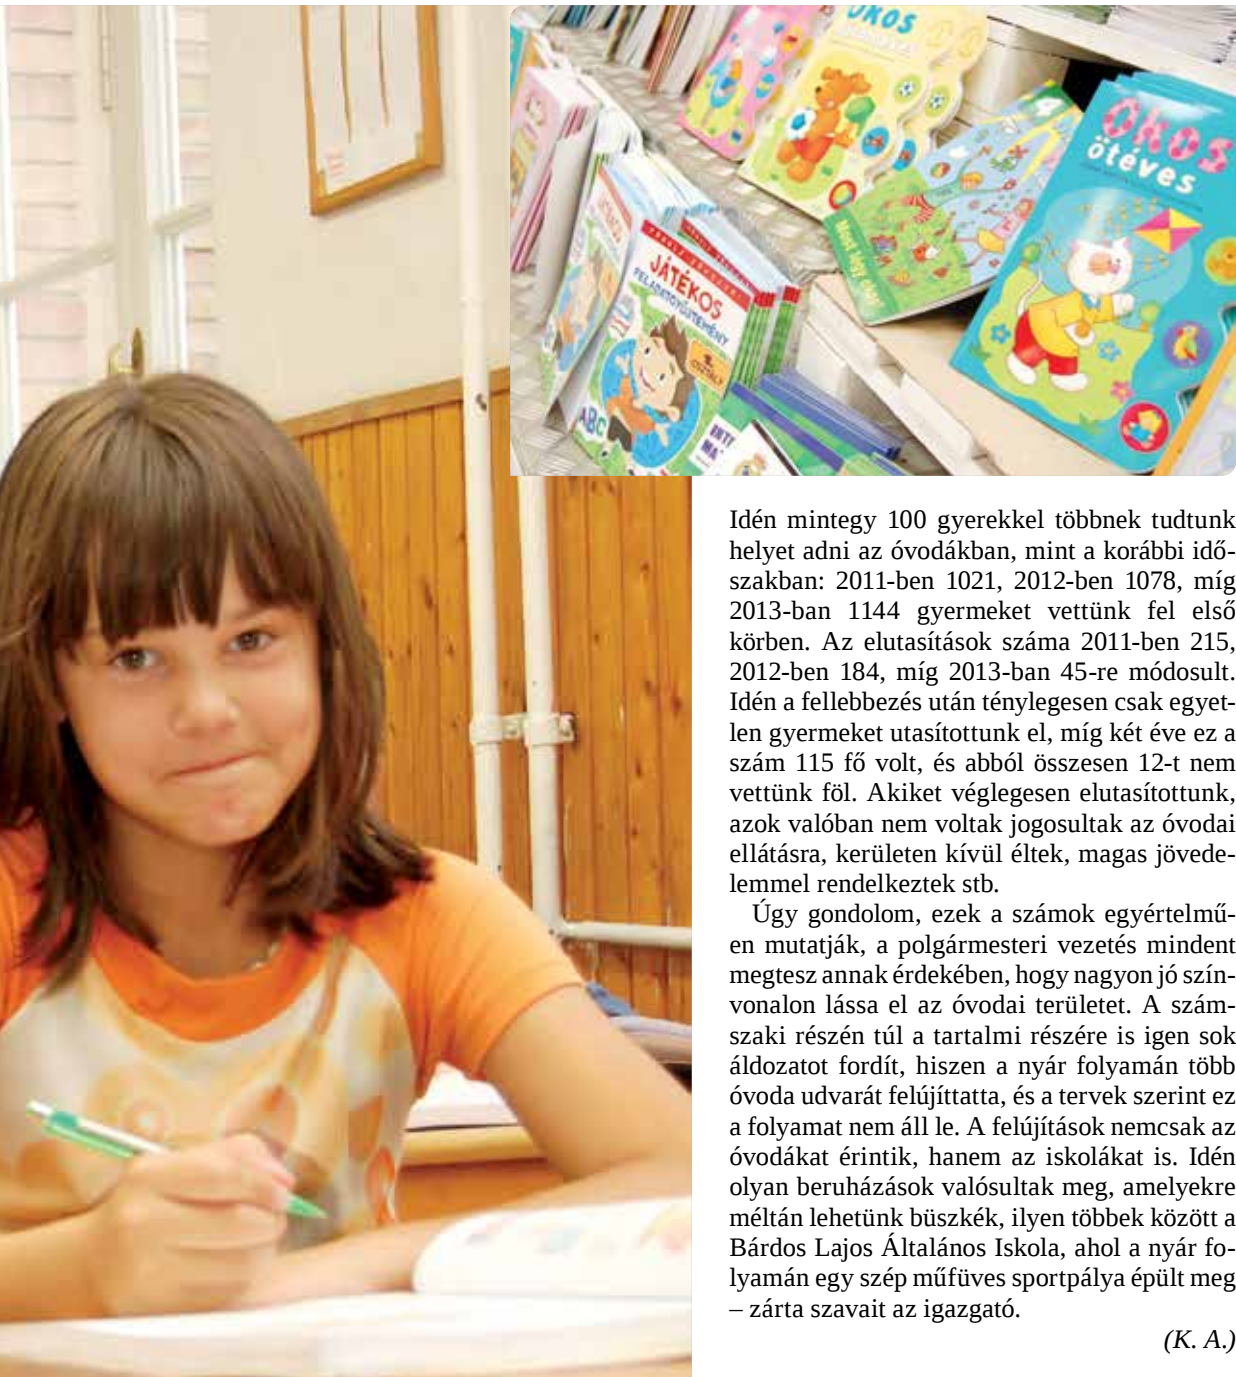 OKOS
OKOS
ötéves
Most légy okos!
JÁTÉKOS
FELADATGYŰJTEMÉNY
OSZTÁLY
ABC
Idén mintegy 100 gyerekkel többnek tudtunk
helyet adni az óvodákban, mint a korábbi idő-
szakban: 2011-ben 1021, 2012-ben 1078, míg
2013-ban 1144 gyermeket vettünk fel első
körben. Az elutasítások száma 2011-ben 215,
2012-ben 184, míg 2013-ban 45-re módosult.
Idén a fellebbezés után ténylegesen csak egyet-
len gyermeket utasítottunk el, míg két éve ez a
szám 115 fő volt, és abból összesen 12-t nem
vettünk föl. Akiket véglegesen elutasítottunk,
azok valóban nem voltak jogosultak az óvodai
ellátásra, kerületen kívül éltek, magas jövede-
lemmel rendelkeztek stb.
Úgy gondolom, ezek a számok egyértelmű-
en mutatják, a polgármesteri vezetés mindent
megtesz annak érdekében, hogy nagyon jó szín-
vonalon lássa el az óvodai területet. A szám-
szaki részén túl a tartalmi részére is igen sok
áldozatot fordít, hiszen a nyár folyamán több
óvoda udvarát felújíttatta, és a tervek szerint ez
a folyamat nem áll le. A felújítások nemcsak az
óvodákat érintik, hanem az iskolákat is. Idén
olyan beruházások valósultak meg, amelyekre
méltán lehetünk büszkék, ilyen többek között a
Bárdos Lajos Általános Iskola, ahol a nyár fo-
lyamán egy szép műfüves sportpálya épült meg
– zárta szavait az igazgató.
(K. A.)